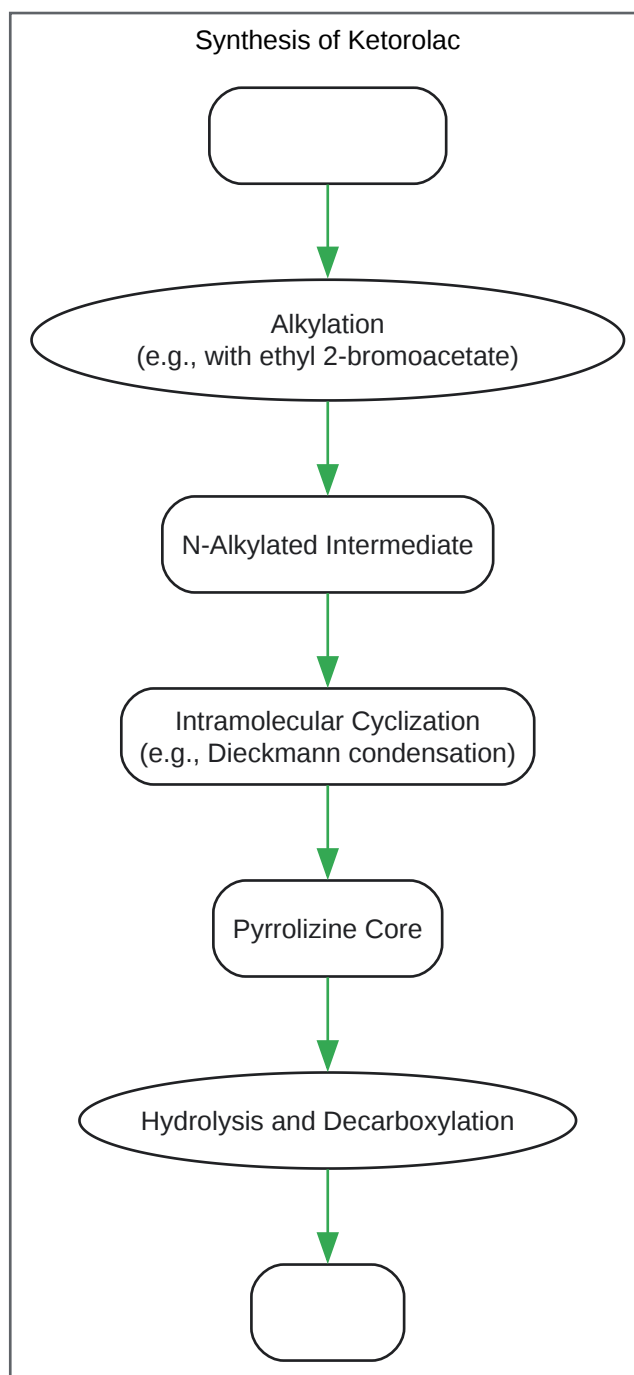 Synthesis of Ketorolac
Alkylation
(e.g., with ethyl 2-bromoacetate)
N-Alkylated Intermediate
Intramolecular Cyclization
(e.g., Dieckmann condensation)
Pyrrolizine Core
Hydrolysis and Decarboxylation